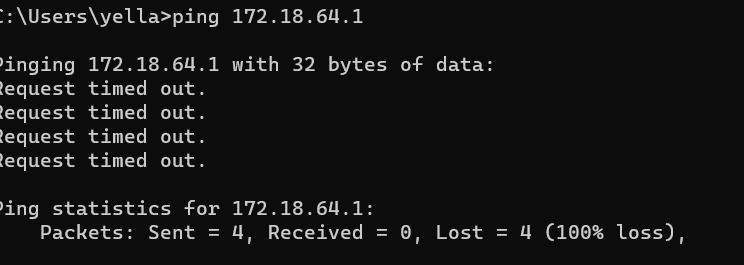 C:\Users\yella>ping 172.18.64.1
Pinging 172.18.64.1 with 32 bytes of data:
Request timed out.
Request timed out.
Request timed out.
Request timed out.
Ping statistics for 172.18.64.1:
Packets: Sent = 4, Received = 0, Lost = 4 (100% loss),